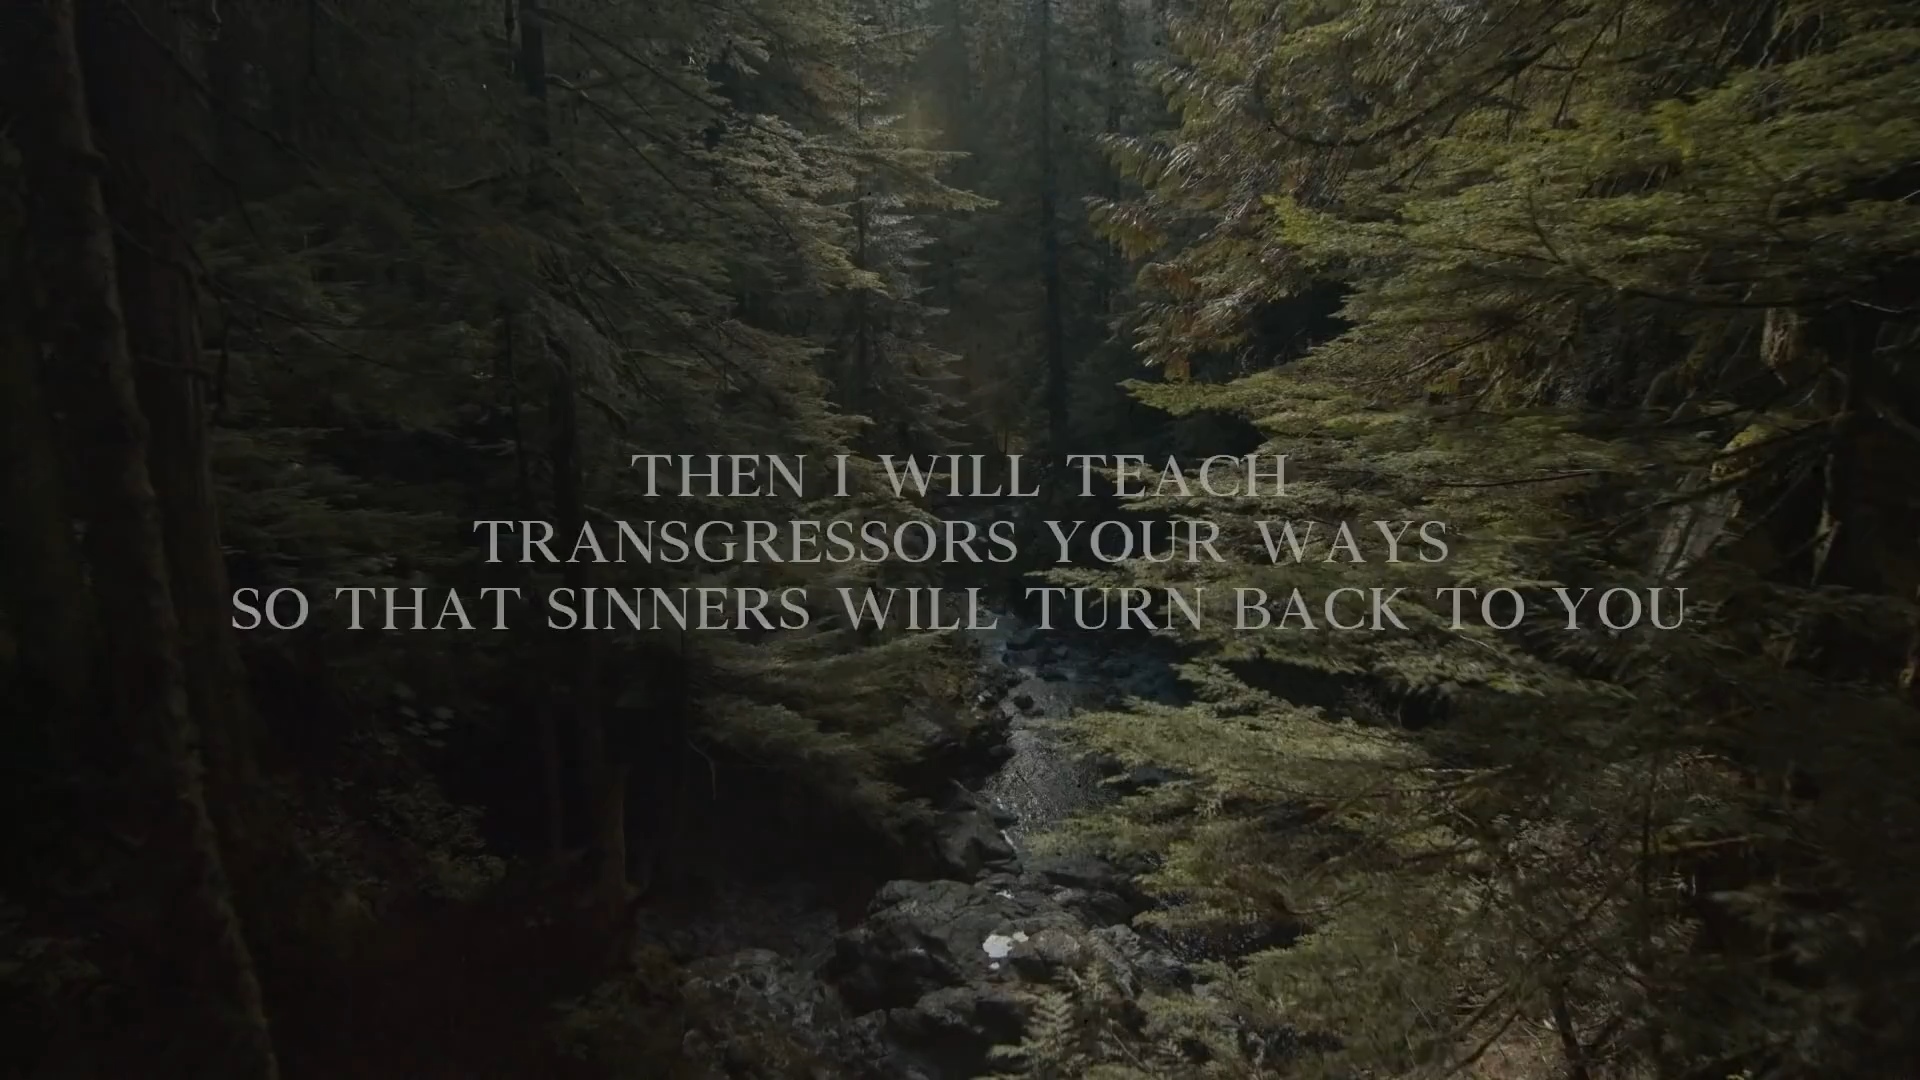 THEN I WILL TEACH
TRANSGRESSORS YOUR WAYS
SO THAT SINNERS WILL TURN BACK TO YOU